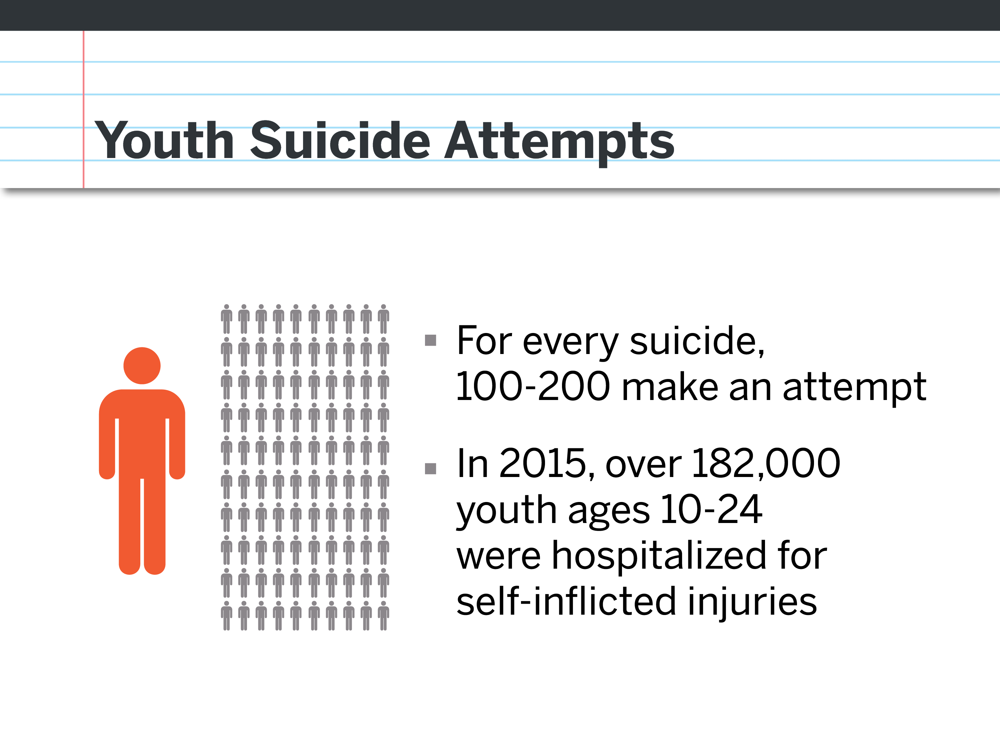 Youth Suicide Attempts
For every suicide,
100-200 make an attempt
In 2015, over 182,000
youth ages 10-24
were hospitalized for
self-inflicted injuries